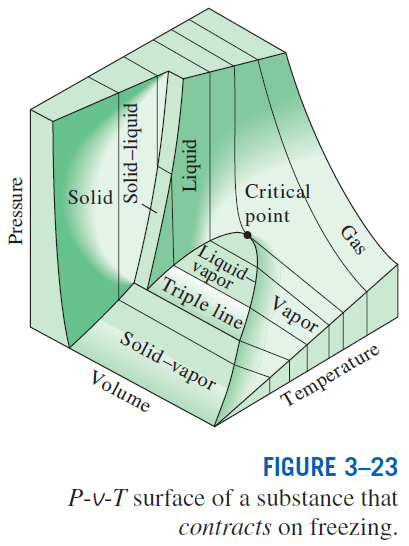 Pressure
Solid
Solid–liquid
Liquid
Critical
point
Gas
Liquid–
vapor
Triple line
Vapor
Solid–vapor
Volume
Temperature
FIGURE 3–23
P-v-T surface of a substance that
contracts on freezing.